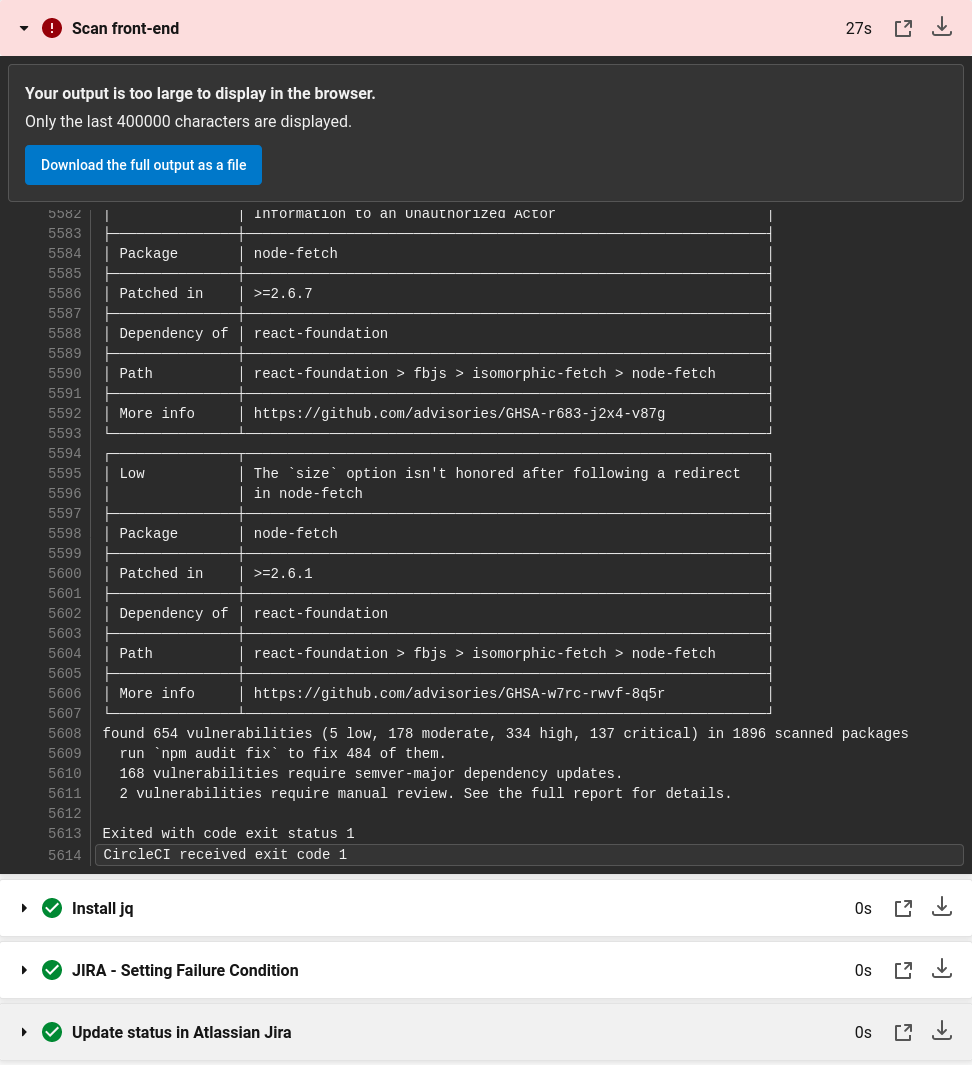 Scan front-end 27s
Your output is too large to display in the browser.
Only the last 400000 characters are displayed.
Download the full output as a file
5582 │ │ Information to an Unauthorized Actor │
5583
5584 │ Package │ node-fetch │
5585
5586 │ Patched in │ >=2.6.7 │
5587
5588 │ Dependency of │ react-foundation │
5589
5590 │ Path │ react-foundation > fbjs > isomorphic-fetch > node-fetch │
5591
5592 │ More info │ https://github.com/advisories/GHSA-r683-j2x4-v87g │
5593
5594
5595 │ Low │ The `size` option isn't honored after following a redirect │
5596 │ │ in node-fetch │
5597
5598 │ Package │ node-fetch │
5599
5600 │ Patched in │ >=2.6.1 │
5601
5602 │ Dependency of │ react-foundation │
5603
5604 │ Path │ react-foundation > fbjs > isomorphic-fetch > node-fetch │
5605
5606 │ More info │ https://github.com/advisories/GHSA-w7rc-rwvf-8q5r │
5607
5608 found 654 vulnerabilities (5 low, 178 moderate, 334 high, 137 critical) in 1896 scanned packages
5609 run `npm audit fix` to fix 484 of them.
5610 168 vulnerabilities require semver-major dependency updates.
5611 2 vulnerabilities require manual review. See the full report for details.
5612
5613 Exited with code exit status 1
5614 CircleCI received exit code 1
Install jq 0s
JIRA - Setting Failure Condition 0s
Update status in Atlassian Jira 0s